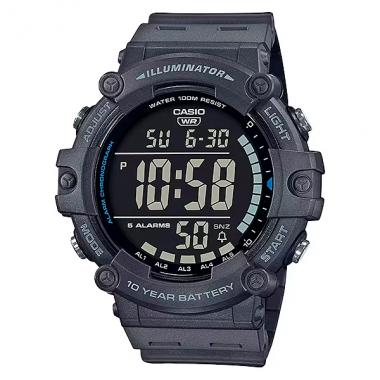 ILLUMINATOR
WATER 100M RESIST
ADJUST
LIGHT
CASIO
WR
SU 6-30
ALARM CHRONOGRAPH
P 10:58
5 ALARMS 50 SNZ
AL1 AL2 AL3 AL4 AL5
MODE
START
10 YEAR BATTERY